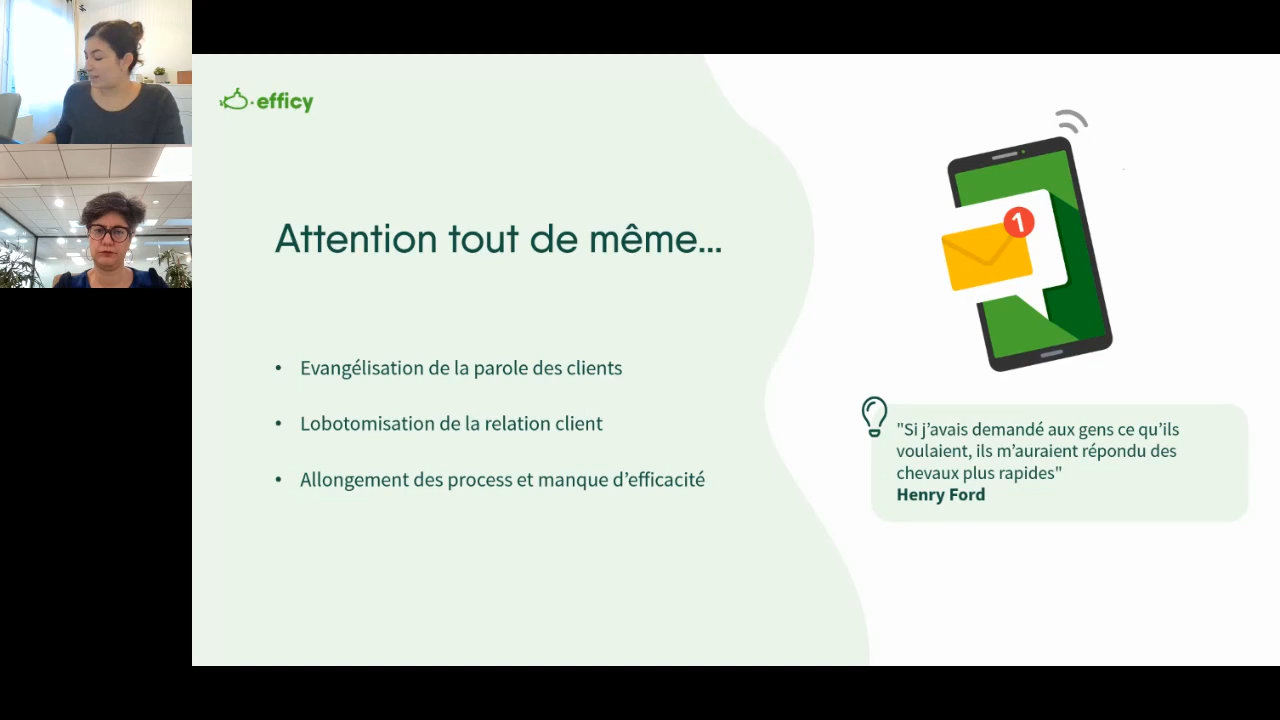 efficy
Attention tout de même...
• Evangélisation de la parole des clients
• Lobotomisation de la relation client
• Allongement des process et manque d'efficacité
1
"Si j'avais demandé aux gens ce qu'ils
voulaient, ils m'auraient répondu des
chevaux plus rapides"
Henry Ford